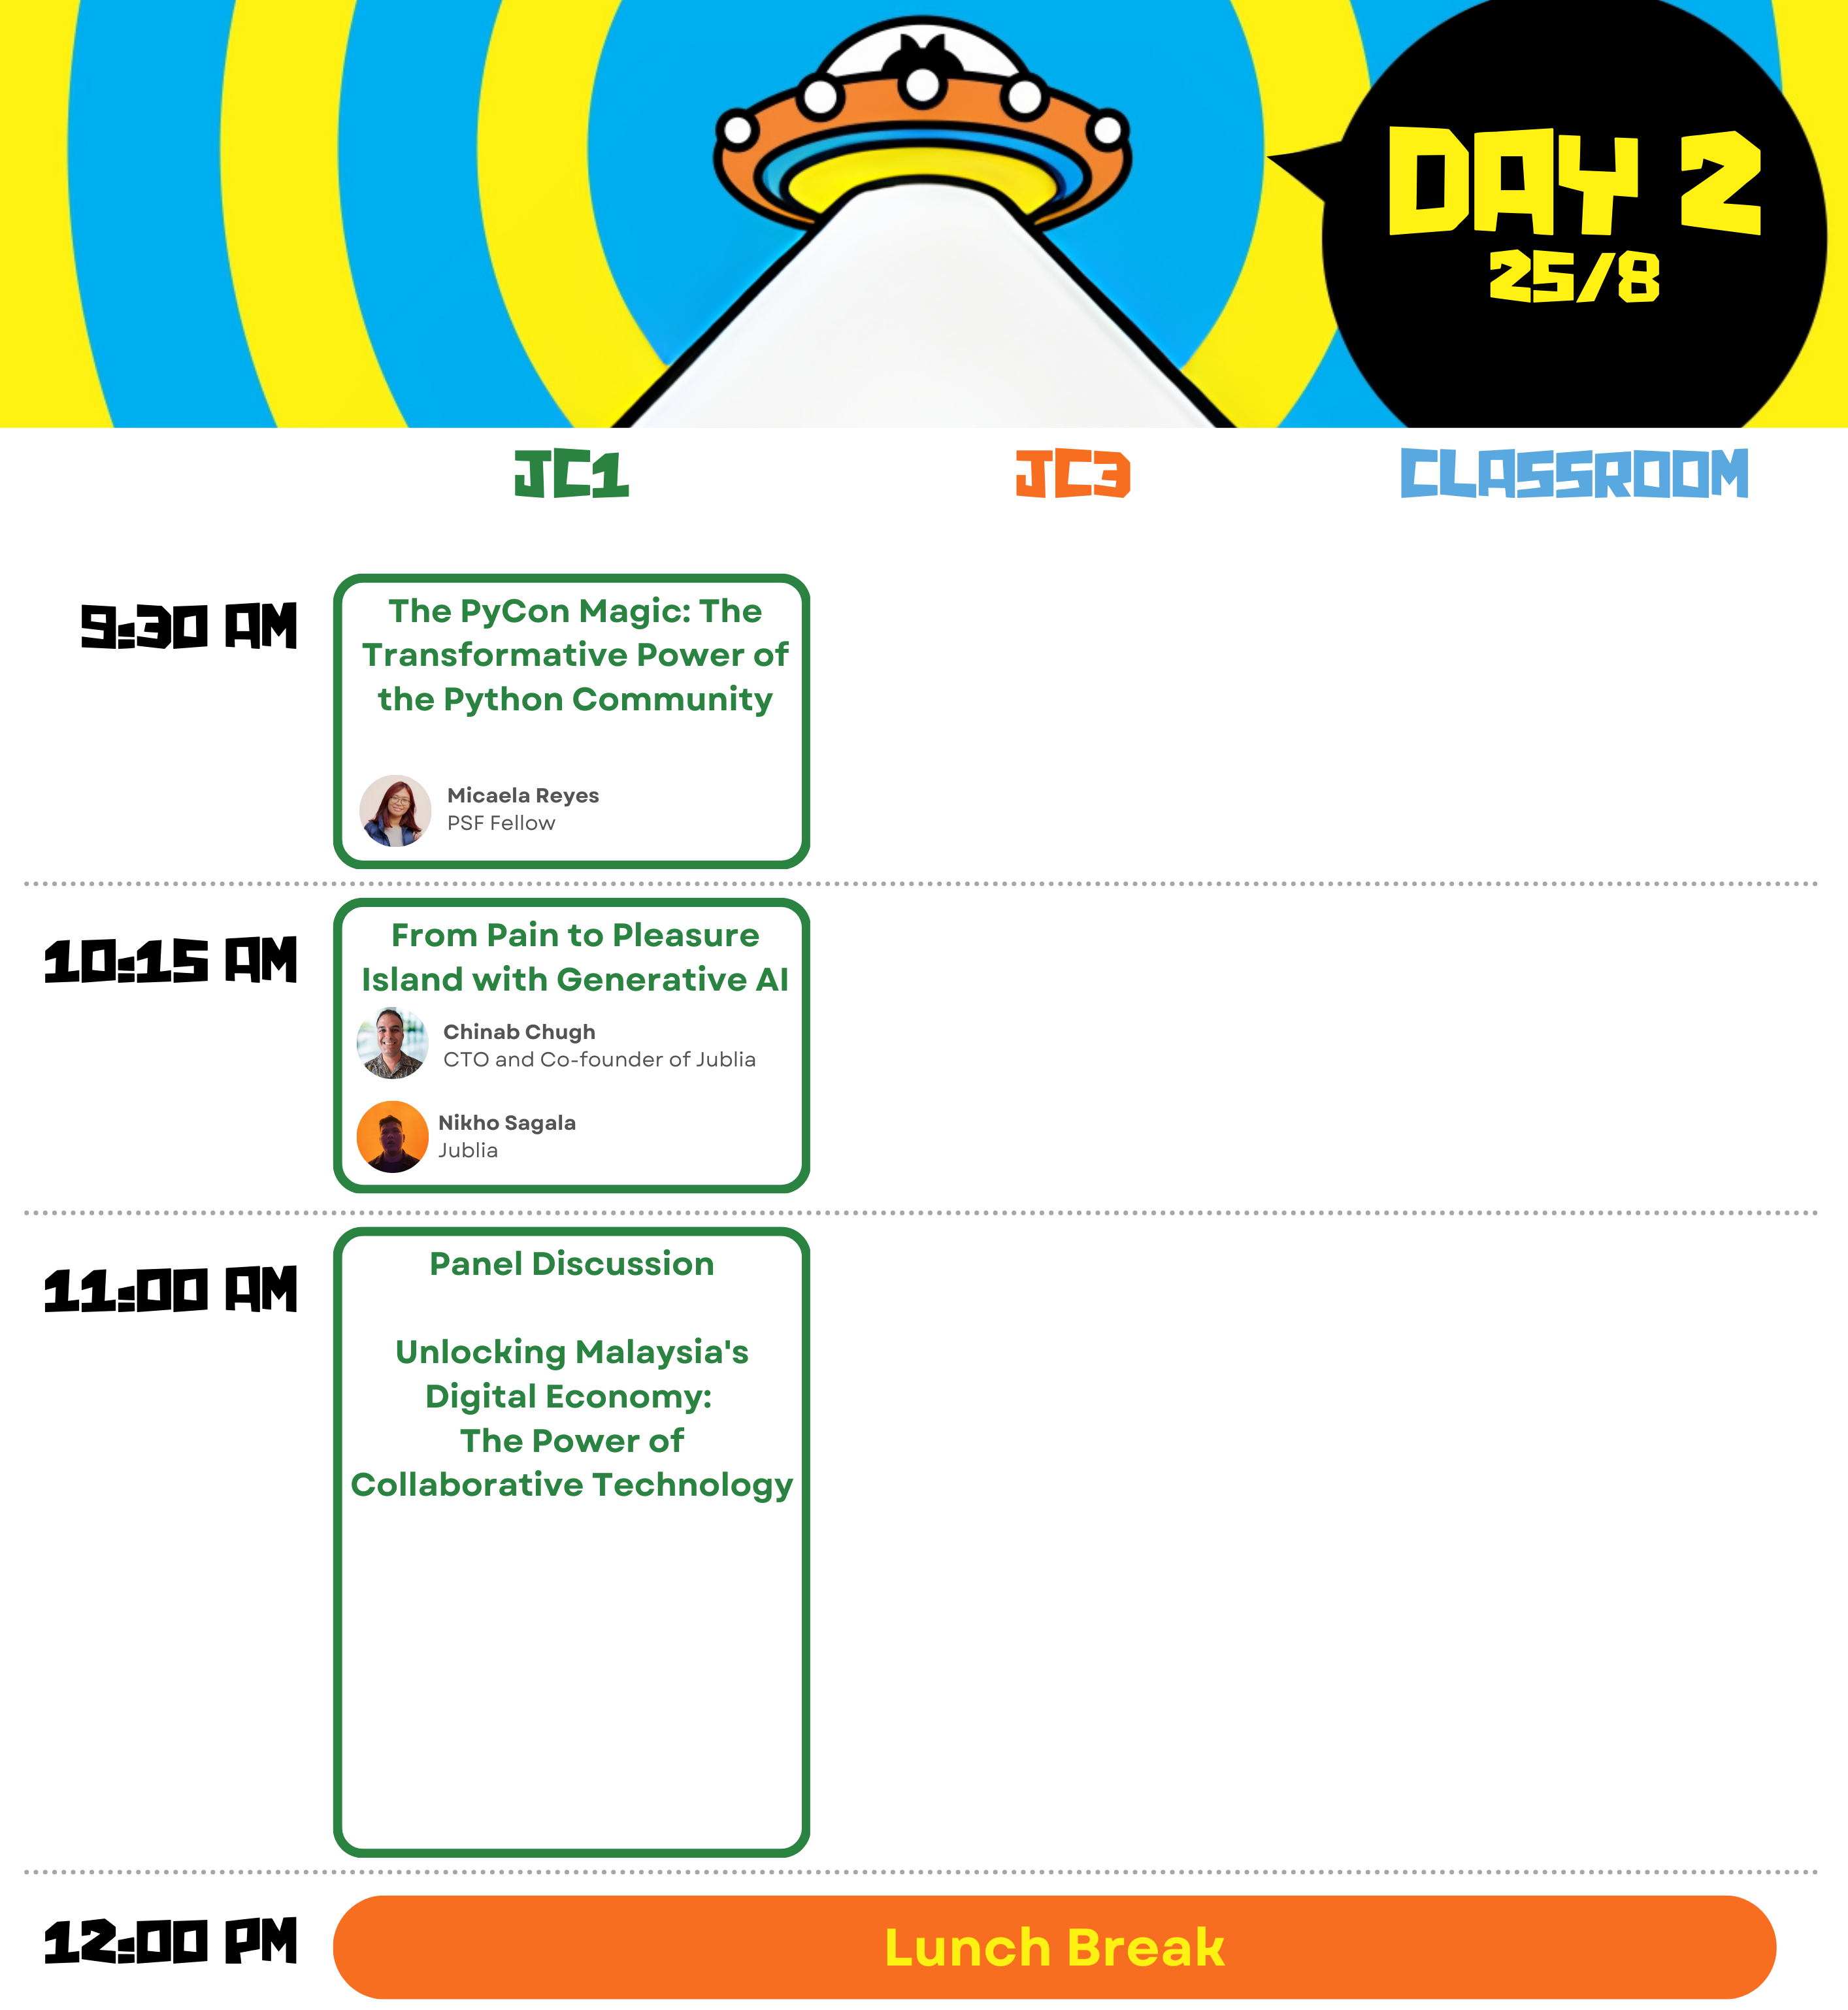 DAY 2
25/8
JC1
JC3
CLASSROOM
9:30 AM
The PyCon Magic: The
Transformative Power of
the Python Community
Micaela Reyes
PSF Fellow
10:15 AM
From Pain to Pleasure
Island with Generative AI
Chinab Chugh
CTO and Co-founder of Jublia
Nikho Sagala
Jublia
11:00 AM
Panel Discussion
Unlocking Malaysia's
Digital Economy:
The Power of
Collaborative Technology
12:00 PM
Lunch Break